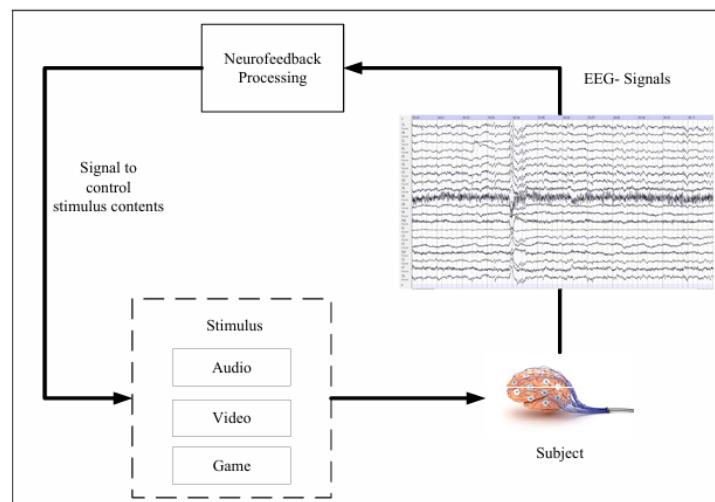 Neurofeedback
Processing
EEG- Signals
Signal to
control
stimulus contents
Stimulus
Audio
Video
Game
Subject